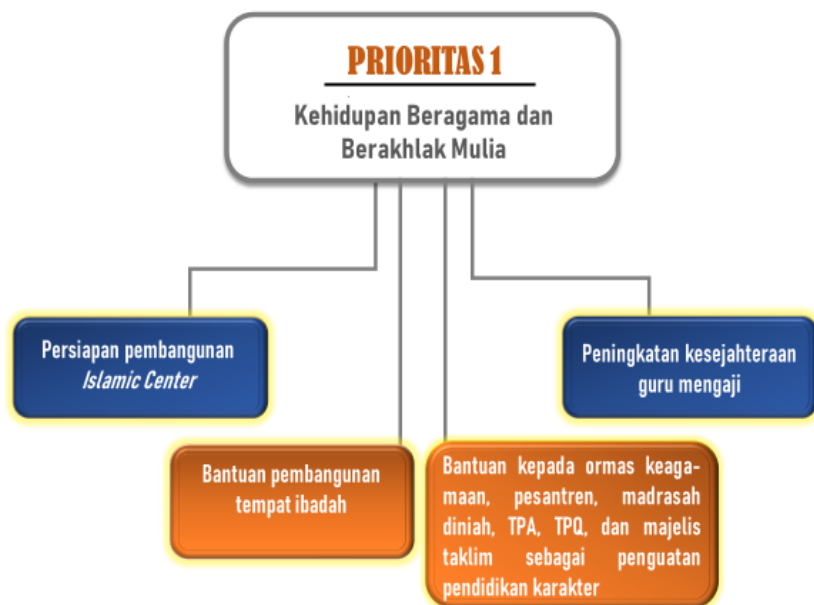 PRIORITAS 1
Kehidupan Beragama dan
Berakhlak Mulia
Persiapan pembangunan
Islamic Center
Peningkatan kesejahteraan
guru mengaji
Bantuan pembangunan
tempat ibadah
Bantuan kepada ormas keaga-
maan, pesantren, madrasah
diniah, TPA, TPQ, dan majelis
taklim sebagai penguatan
pendidikan karakter